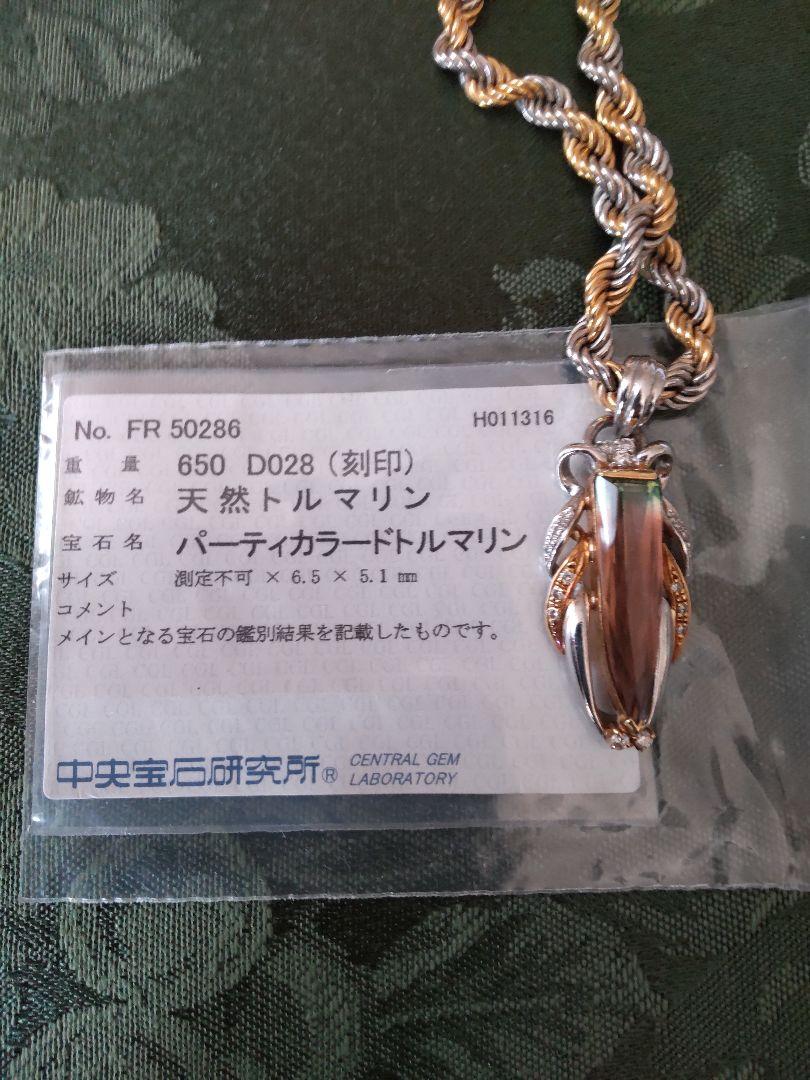 No. FR 50286 H011316
重量 650 D028 (刻印)
鉱物名 天然トルマリン
宝石名 パーティカラードトルマリン
サイズ 測定不可 × 6.5 × 5.1 ㎜
コメント
メインとなる宝石の鑑別結果を記載したものです。
中央宝石研究所® CENTRAL GEM
LABORATORY